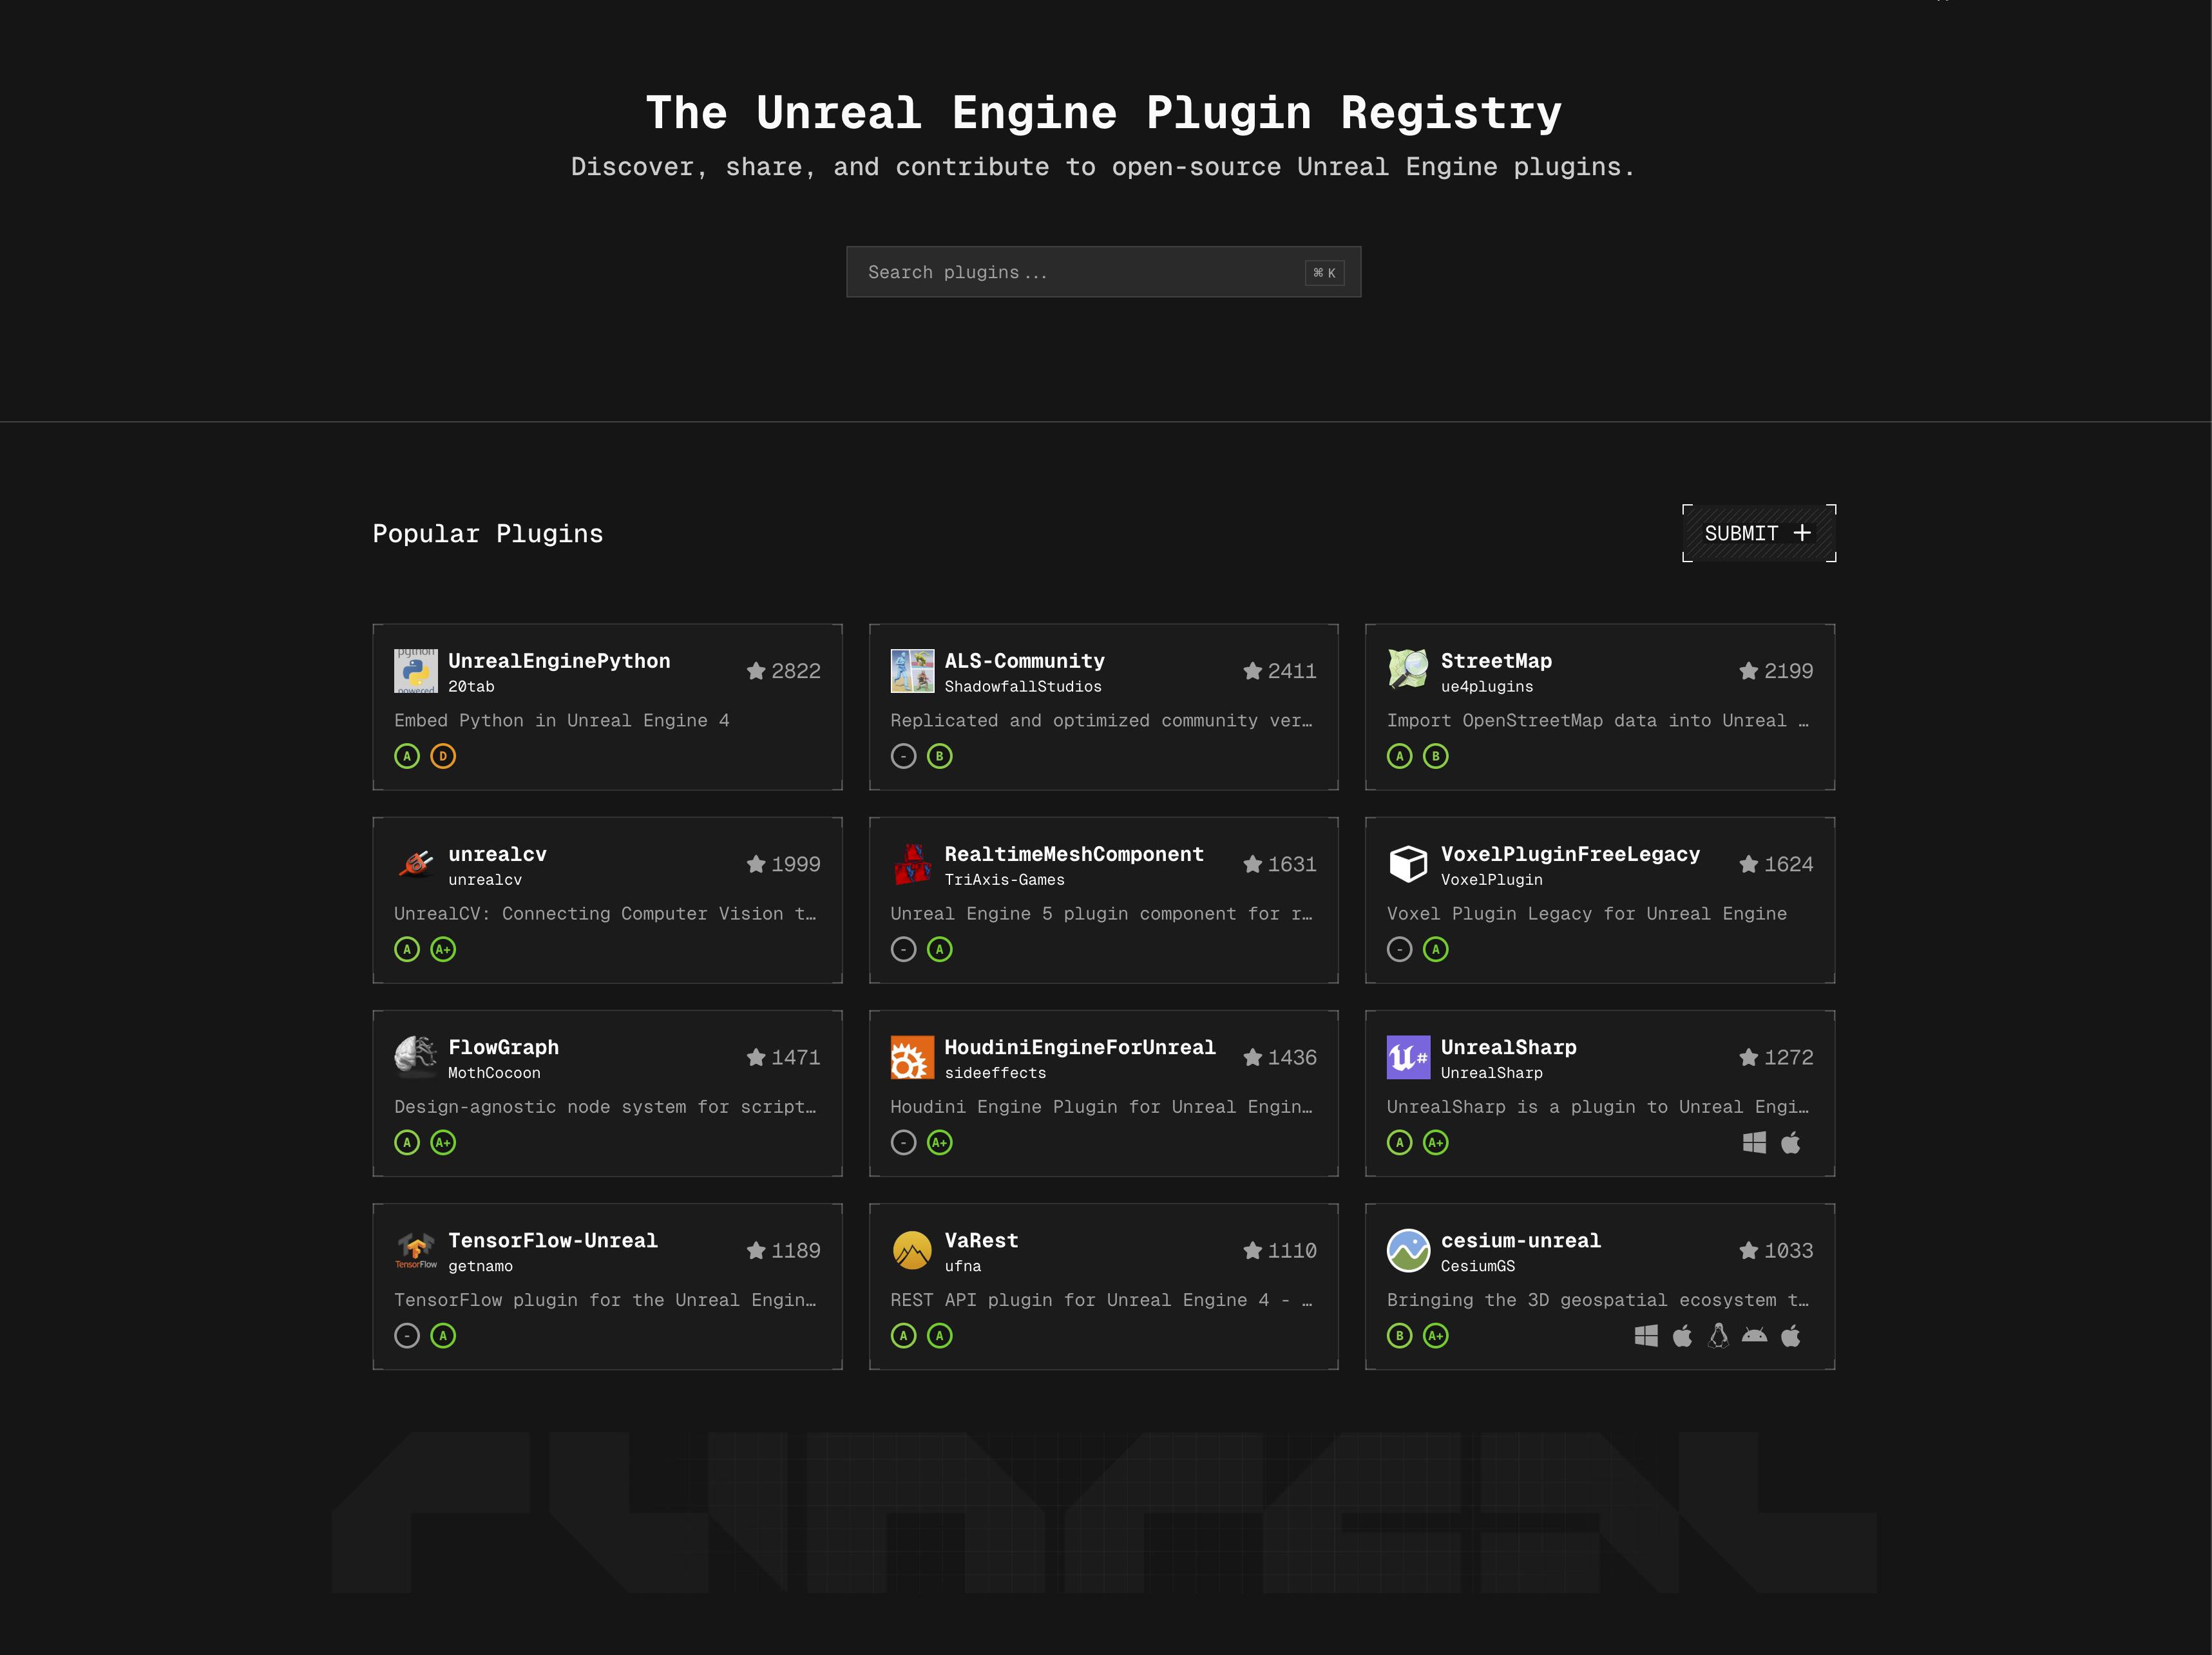 The Unreal Engine Plugin Registry
Discover, share, and contribute to open-source Unreal Engine plugins.
Search plugins... ⌘ K
Popular Plugins
SUBMIT +
UnrealEnginePython
20tab
2822
Embed Python in Unreal Engine 4
A D
ALS-Community
ShadowfallStudios
2411
Replicated and optimized community ver…
- B
StreetMap
ue4plugins
2199
Import OpenStreetMap data into Unreal …
A B
unrealcv
unrealcv
1999
UnrealCV: Connecting Computer Vision t…
A A+
RealtimeMeshComponent
TriAxis-Games
1631
Unreal Engine 5 plugin component for r…
- A
VoxelPluginFreeLegacy
VoxelPlugin
1624
Voxel Plugin Legacy for Unreal Engine
- A
FlowGraph
MothCocoon
1471
Design-agnostic node system for script…
A A+
HoudiniEngineForUnreal
sideeffects
1436
Houdini Engine Plugin for Unreal Engin…
- A+
UnrealSharp
UnrealSharp
1272
UnrealSharp is a plugin to Unreal Engi…
A A+
TensorFlow
TensorFlow-Unreal
getnamo
1189
TensorFlow plugin for the Unreal Engin…
- A
VaRest
ufna
1110
REST API plugin for Unreal Engine 4 - …
A A
cesium-unreal
CesiumGS
1033
Bringing the 3D geospatial ecosystem t…
B A+